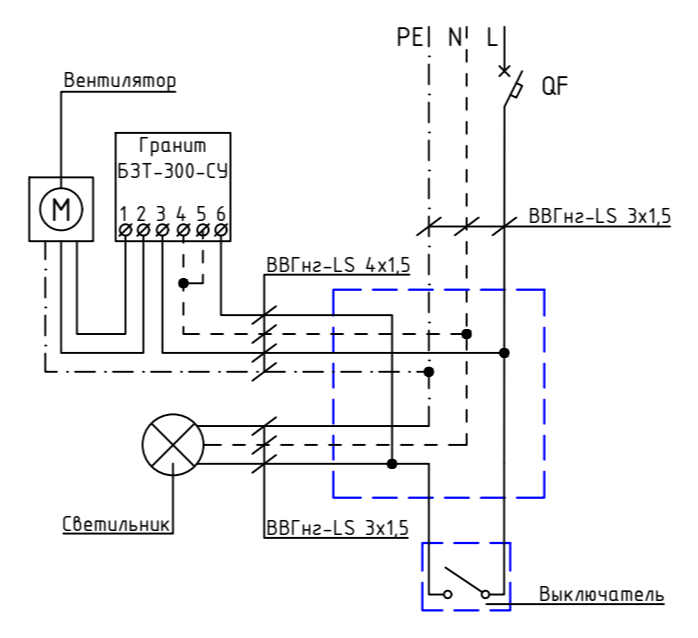 PE N L
QF
Вентилятор
Гранит
БЗТ-300-СУ
М
1 2 3 4 5 6
ВВГнг-LS 3х1,5
ВВГнг-LS 4х1,5
Светильник
ВВГнг-LS 3х1,5
Выключатель